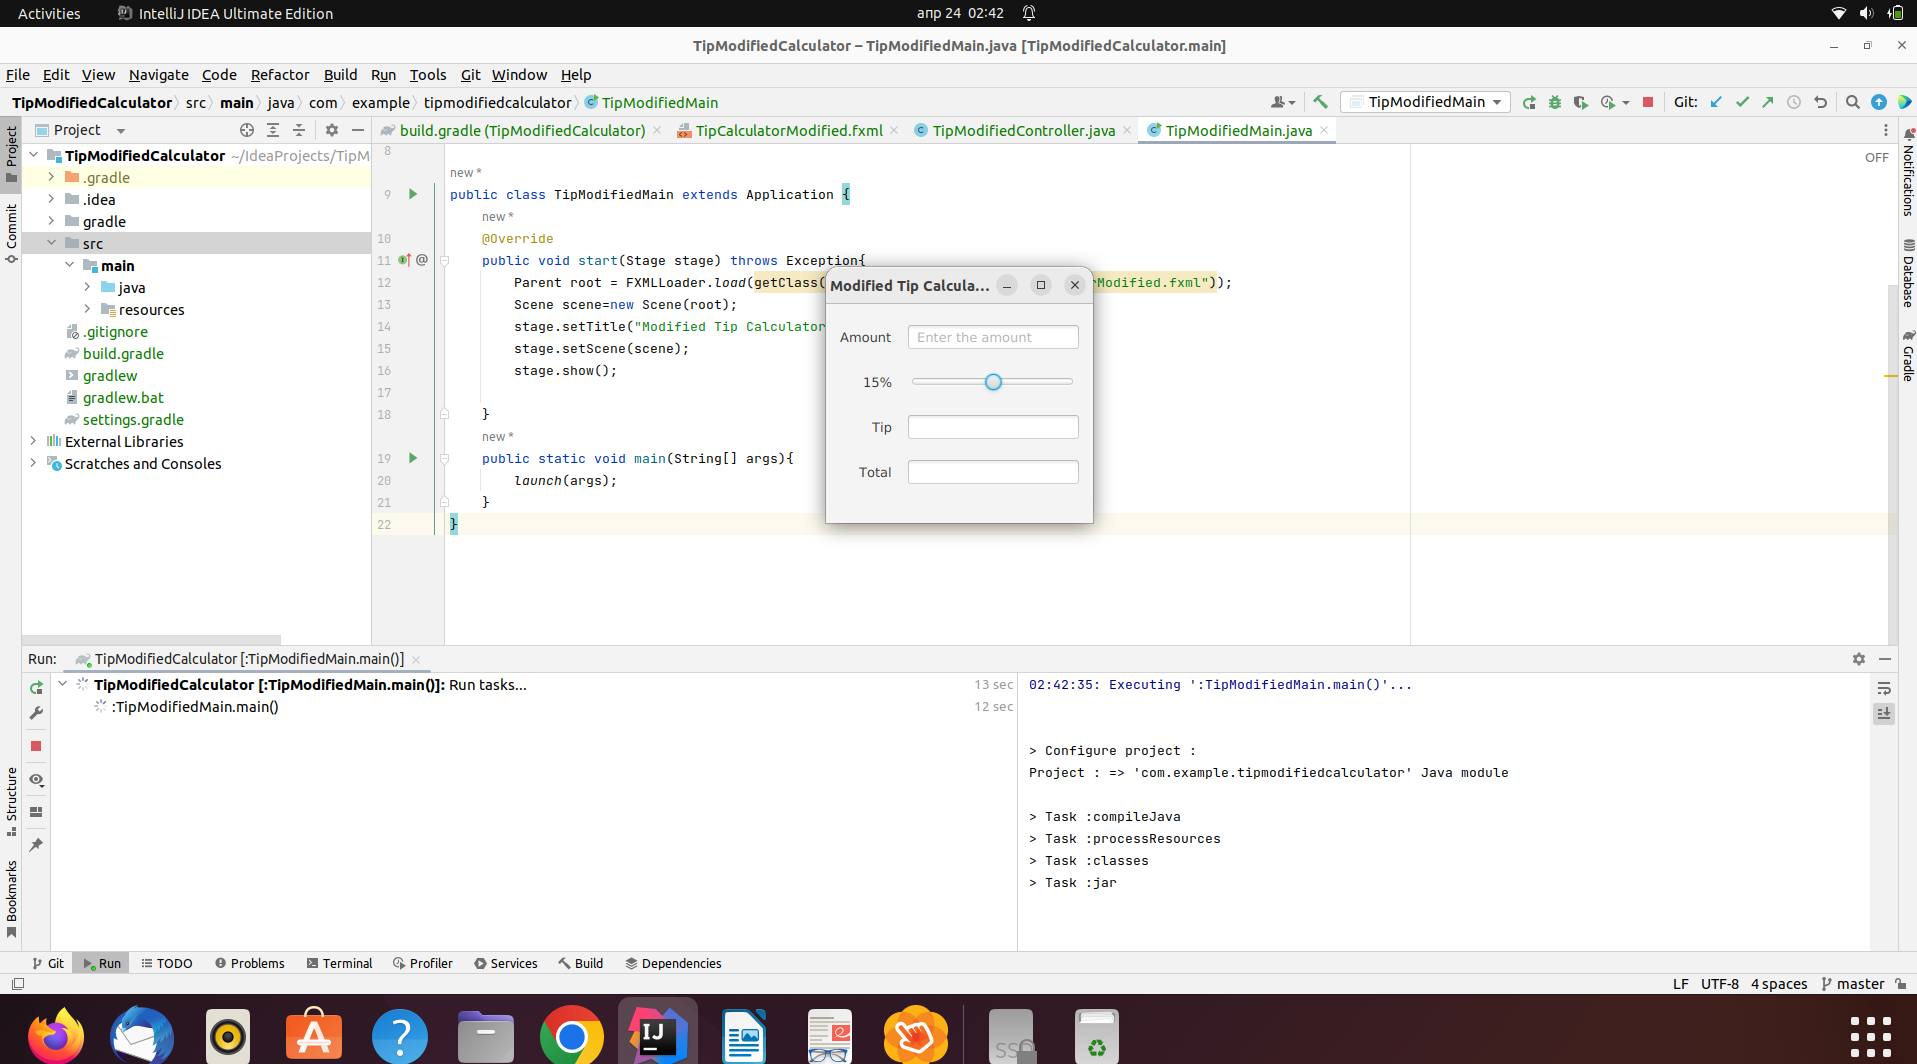 Activities IntelliJ IDEA Ultimate Edition апр 24 02:42
TipModifiedCalculator – TipModifiedMain.java [TipModifiedCalculator.main]
File Edit View Navigate Code Refactor Build Run Tools Git Window Help
TipModifiedCalculator src main java com example tipmodifiedcalculator TipModifiedMain TipModifiedMain Git:
Project
build.gradle (TipModifiedCalculator) TipCalculatorModified.fxml TipModifiedController.java TipModifiedMain.java
Project
Commit
Structure
Bookmarks
TipModifiedCalculator ~/IdeaProjects/TipM
.gradle
.idea
gradle
src
main
java
resources
.gitignore
build.gradle
gradlew
gradlew.bat
settings.gradle
External Libraries
Scratches and Consoles
OFF
8
new *
9 public class TipModifiedMain extends Application {
new *
10 @Override
11 @ public void start(Stage stage) throws Exception{
12 Parent root = FXMLLoader.load(getClass( rModified.fxml"));
13 Scene scene=new Scene(root);
14 stage.setTitle("Modified Tip Calculator
15 stage.setScene(scene);
16 stage.show();
17
18 }
new *
19 public static void main(String[] args){
20 launch(args);
21 }
22 }
Modified Tip Calcula...
Amount Enter the amount
15%
Tip
Total
Notifications
Database
Gradle
Run: TipModifiedCalculator [:TipModifiedMain.main()]
TipModifiedCalculator [:TipModifiedMain.main()]: Run tasks... 13 sec
:TipModifiedMain.main() 12 sec
02:42:35: Executing ':TipModifiedMain.main()'...
> Configure project :
Project : => 'com.example.tipmodifiedcalculator' Java module
> Task :compileJava
> Task :processResources
> Task :classes
> Task :jar
Git Run TODO Problems Terminal Profiler Services Build Dependencies
LF UTF-8 4 spaces master
IJ
SS